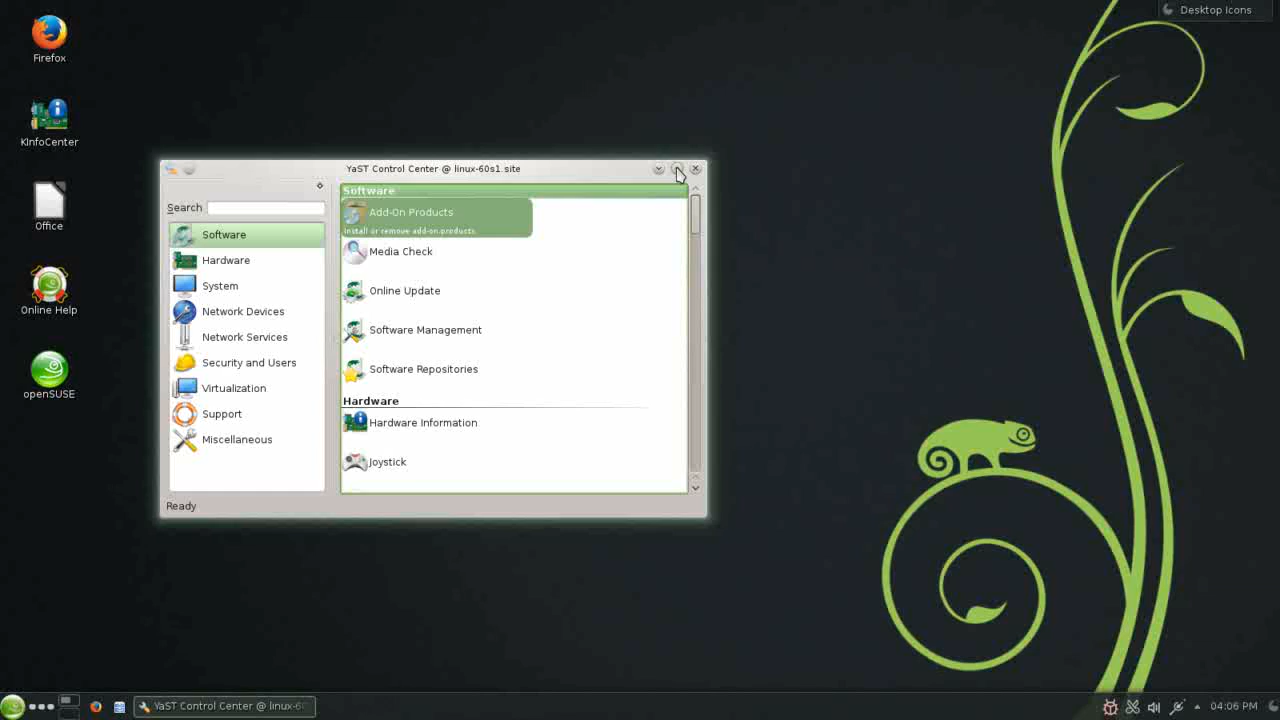 Desktop Icons
Firefox
KInfoCenter
Office
Online Help
openSUSE
YaST Control Center @ linux-60s1.site
Search
Software
Hardware
System
Network Devices
Network Services
Security and Users
Virtualization
Support
Miscellaneous
Software
Add-On Products
Install or remove add-on products.
Media Check
Online Update
Software Management
Software Repositories
Hardware
Hardware Information
Joystick
Ready
YaST Control Center @ linux-60
04:06 PM